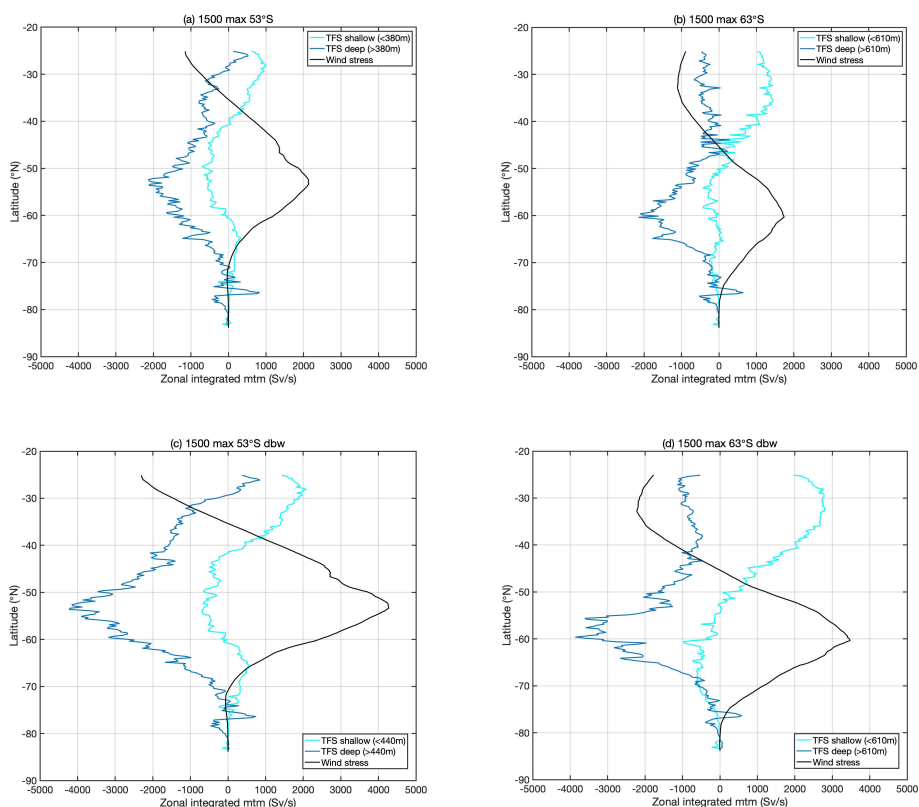 (a) 1500 max 53°S
TFS shallow (<380m)
TFS deep (>380m)
Wind stress
-20
-30
-40
-50
-60
-70
-80
-90
Latitude (°N)
-5000 -4000 -3000 -2000 -1000 0 1000 2000 3000 4000 5000
Zonal integrated mtm (Sv/s)
(b) 1500 max 63°S
TFS shallow (<610m)
TFS deep (>610m)
Wind stress
-20
-30
-40
-50
-60
-70
-80
-90
Latitude (°N)
-5000 -4000 -3000 -2000 -1000 0 1000 2000 3000 4000 5000
Zonal integrated mtm (Sv/s)
(c) 1500 max 53°S dbw
-20
-30
-40
-50
-60
-70
-80
-90
Latitude (°N)
TFS shallow (<440m)
TFS deep (>440m)
Wind stress
-5000 -4000 -3000 -2000 -1000 0 1000 2000 3000 4000 5000
Zonal integrated mtm (Sv/s)
(d) 1500 max 63°S dbw
-20
-30
-40
-50
-60
-70
-80
-90
Latitude (°N)
TFS shallow (<610m)
TFS deep (>610m)
Wind stress
-5000 -4000 -3000 -2000 -1000 0 1000 2000 3000 4000 5000
Zonal integrated mtm (Sv/s)